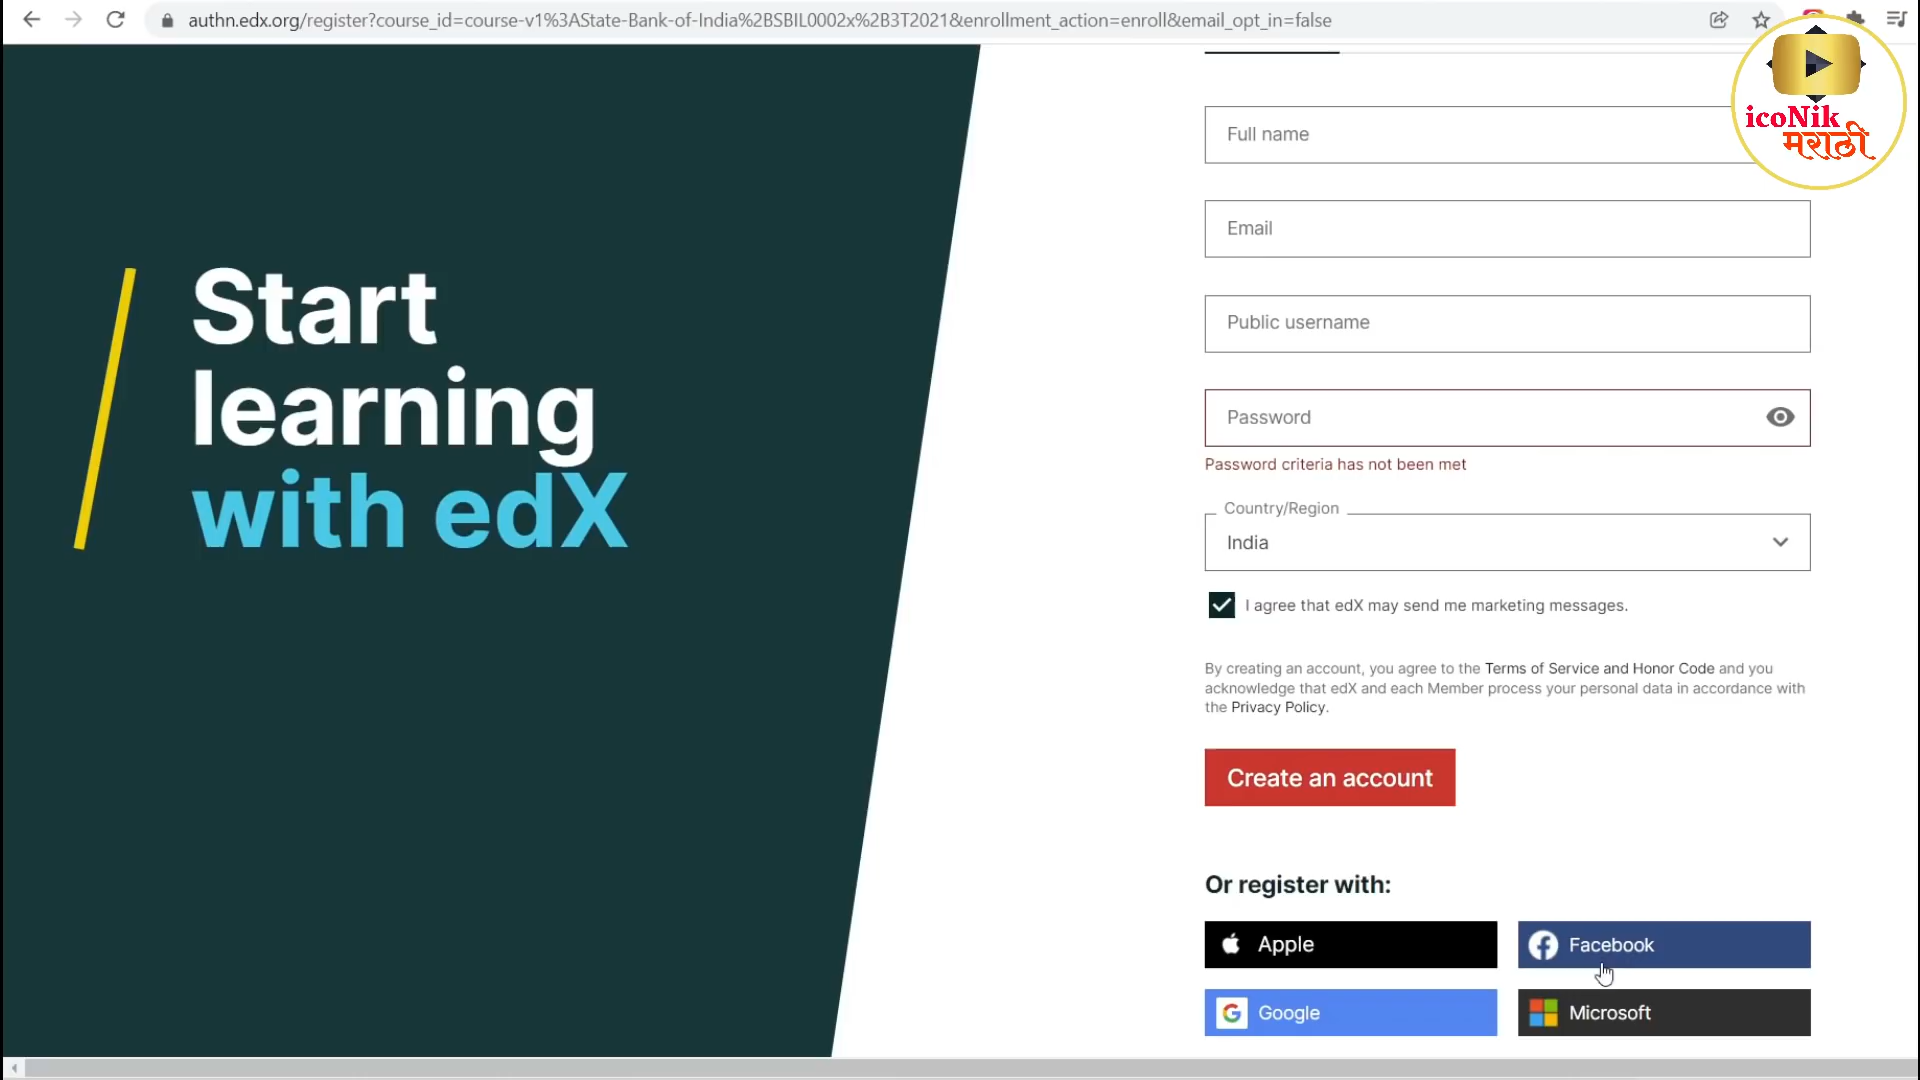 authn.edx.org/register?course_id=course-v1%3AState-Bank-of-India%2BSBIL0002x%2B3T2021&enrollment_action=enroll&email_opt_in=false
icoNik
मराठी
Start
learning
with edX
Full name
Email
Public username
Password
Password criteria has not been met
Country/Region
India
I agree that edX may send me marketing messages.
By creating an account, you agree to the Terms of Service and Honor Code and you
acknowledge that edX and each Member process your personal data in accordance with
the Privacy Policy.
Create an account
Or register with:
Apple
Facebook
Google
Microsoft